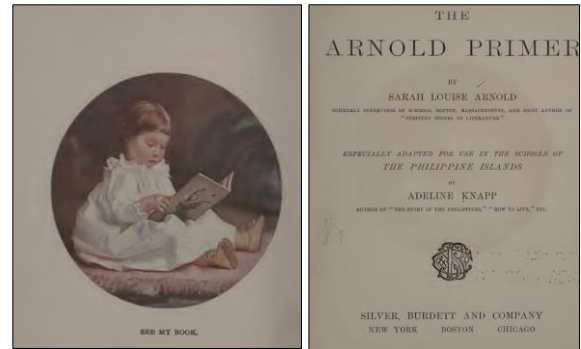 SEE MY BOOK.
THE
ARNOLD PRIMER
BY
SARAH LOUISE ARNOLD
FORMERLY SUPERVISOR OF SCHOOLS, BOSTON, MASSACHUSETTS, AND JOINT AUTHOR OF
"STEPPING STONES TO LITERATURE"
ESPECIALLY ADAPTED FOR USE IN THE SCHOOLS OF
THE PHILIPPINE ISLANDS
BY
ADELINE KNAPP
AUTHOR OF "THE STORY OF THE PHILIPPINES," "HOW TO LIVE," ETC.
SILVER, BURDETT AND COMPANY
NEW YORK BOSTON CHICAGO